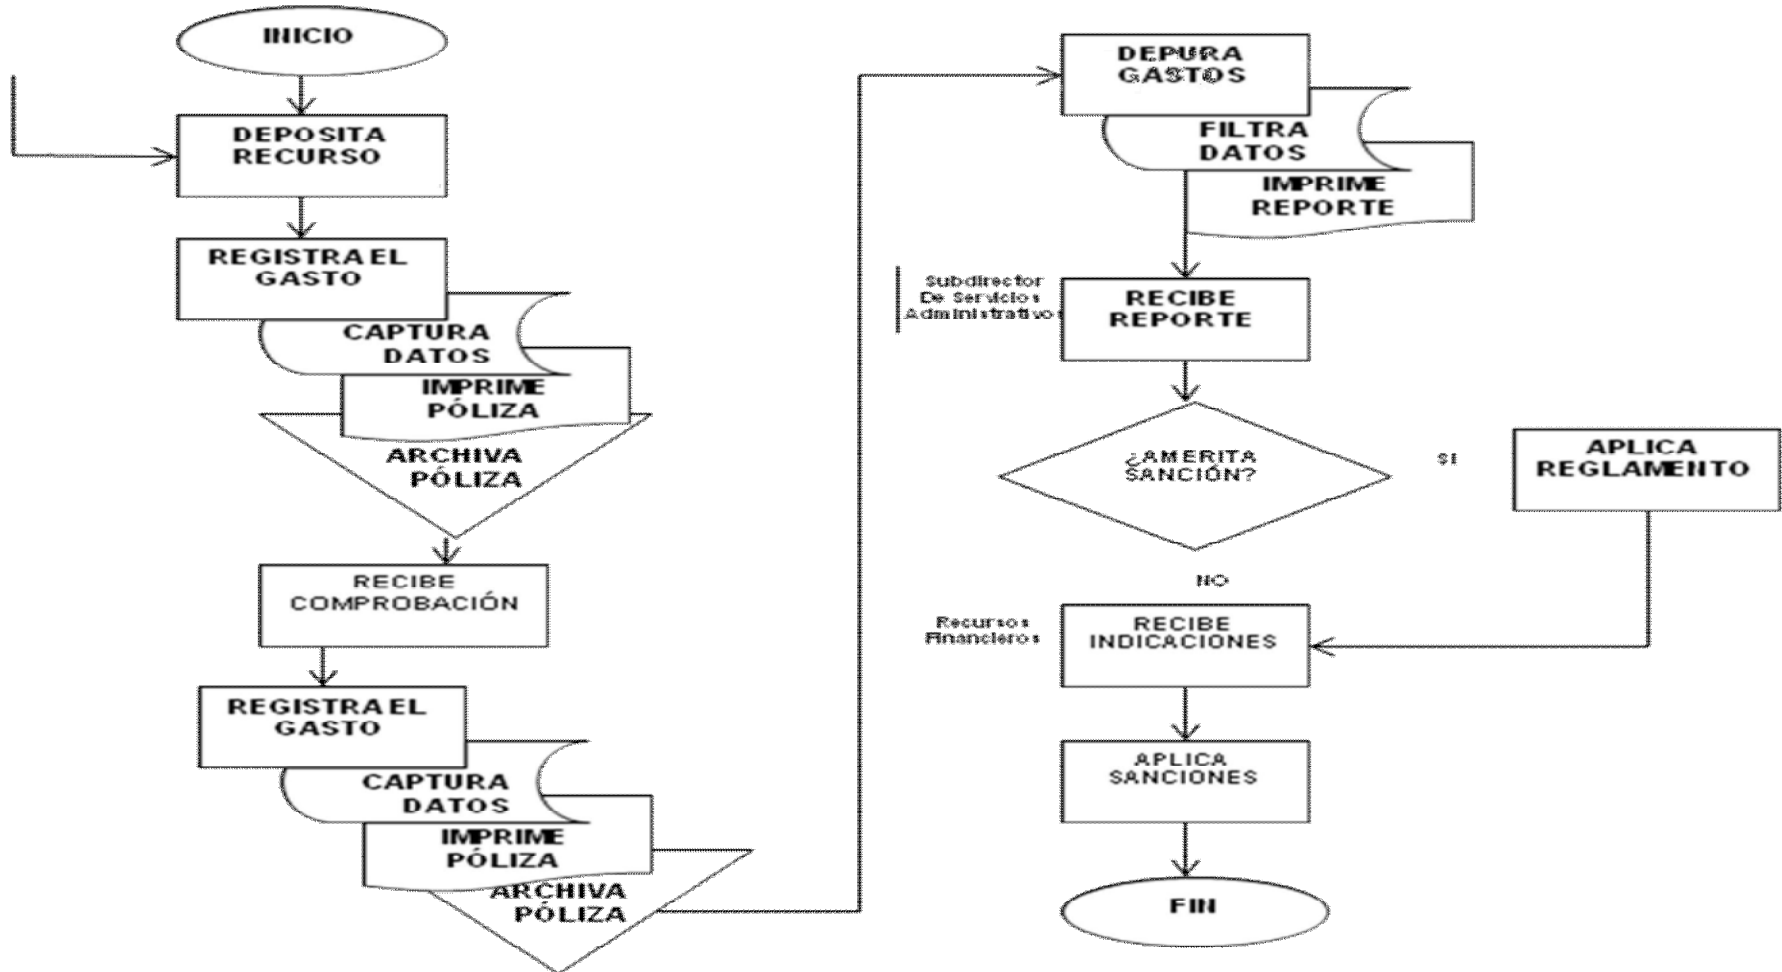 INICIO
DEPOSITA
RECURSO
REGISTRA EL
GASTO
CAPTURA
DATOS
IMPRIME
PÓLIZA
ARCHIVA
PÓLIZA
RECIBE
COMPROBACIÓN
REGISTRA EL
GASTO
CAPTURA
DATOS
IMPRIME
PÓLIZA
ARCHIVA
PÓLIZA
DEPURA
GASTOS
FILTRA
DATOS
IMPRIME
REPORTE
Subdirector
De Servicios
Administrativos
RECIBE
REPORTE
¿AMERITA
SANCIÓN?
SI
APLICA
REGLAMENTO
NO
Recursos
Financieros
RECIBE
INDICACIONES
APLICA
SANCIONES
FIN